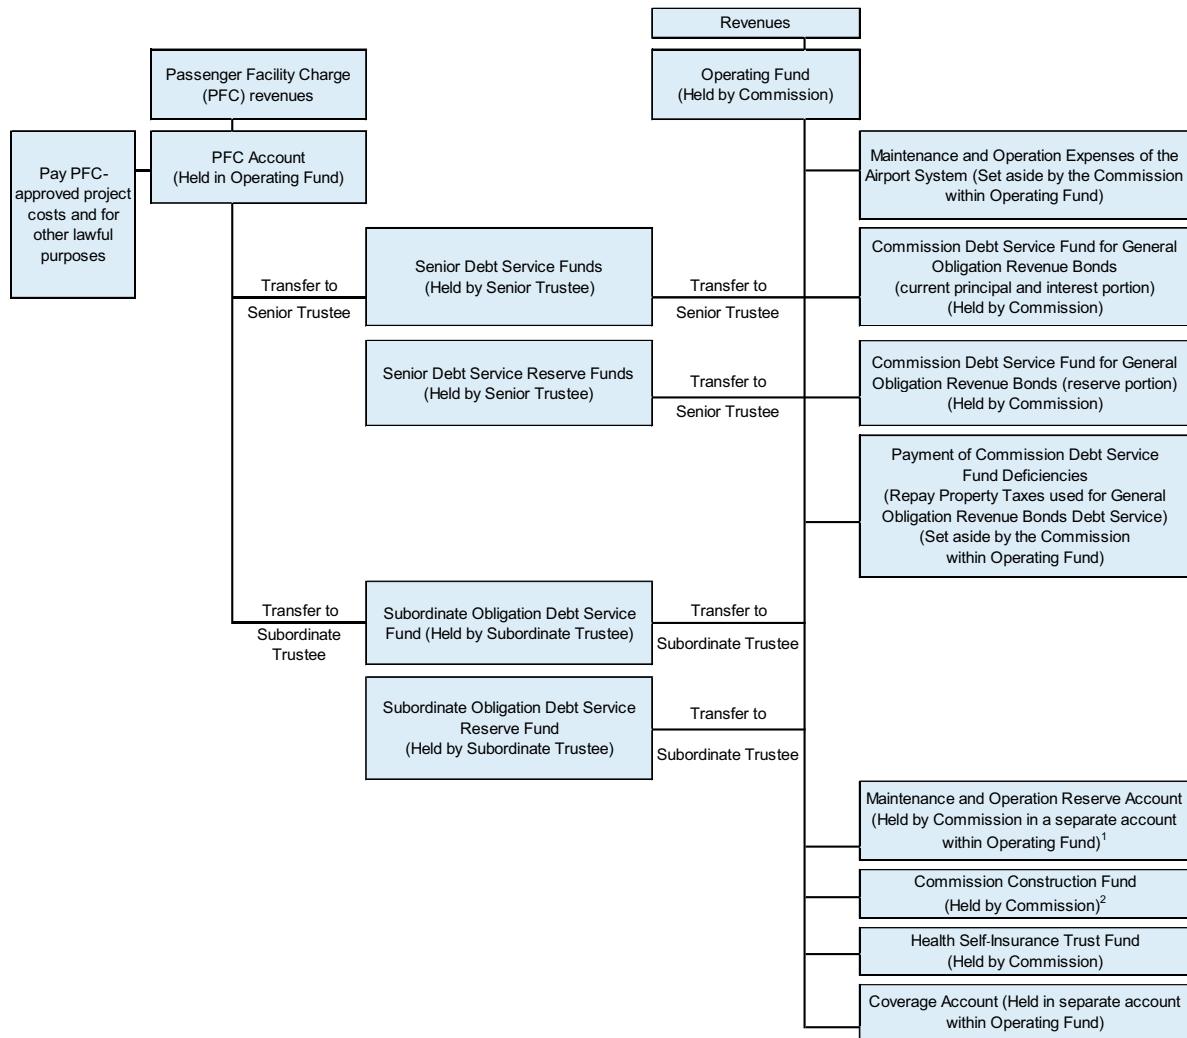 Revenues
Passenger Facility Charge
(PFC) revenues
Operating Fund
(Held by Commission)
Pay PFC-
approved project
costs and for
other lawful
purposes
PFC Account
(Held in Operating Fund)
Maintenance and Operation Expenses of the
Airport System (Set aside by the Commission
within Operating Fund)
Transfer to
Senior Trustee
Senior Debt Service Funds
(Held by Senior Trustee)
Transfer to
Senior Trustee
Commission Debt Service Fund for General
Obligation Revenue Bonds
(current principal and interest portion)
(Held by Commission)
Senior Debt Service Reserve Funds
(Held by Senior Trustee)
Transfer to
Senior Trustee
Commission Debt Service Fund for General
Obligation Revenue Bonds (reserve portion)
(Held by Commission)
Payment of Commission Debt Service
Fund Deficiencies
(Repay Property Taxes used for General
Obligation Revenue Bonds Debt Service)
(Set aside by the Commission
within Operating Fund)
Transfer to
Subordinate
Trustee
Subordinate Obligation Debt Service
Fund (Held by Subordinate Trustee)
Transfer to
Subordinate Trustee
Subordinate Obligation Debt Service
Reserve Fund
(Held by Subordinate Trustee)
Transfer to
Subordinate Trustee
Maintenance and Operation Reserve Account
(Held by Commission in a separate account
within Operating Fund)1
Commission Construction Fund
(Held by Commission)2
Health Self-Insurance Trust Fund
(Held by Commission)
Coverage Account (Held in separate account
within Operating Fund)